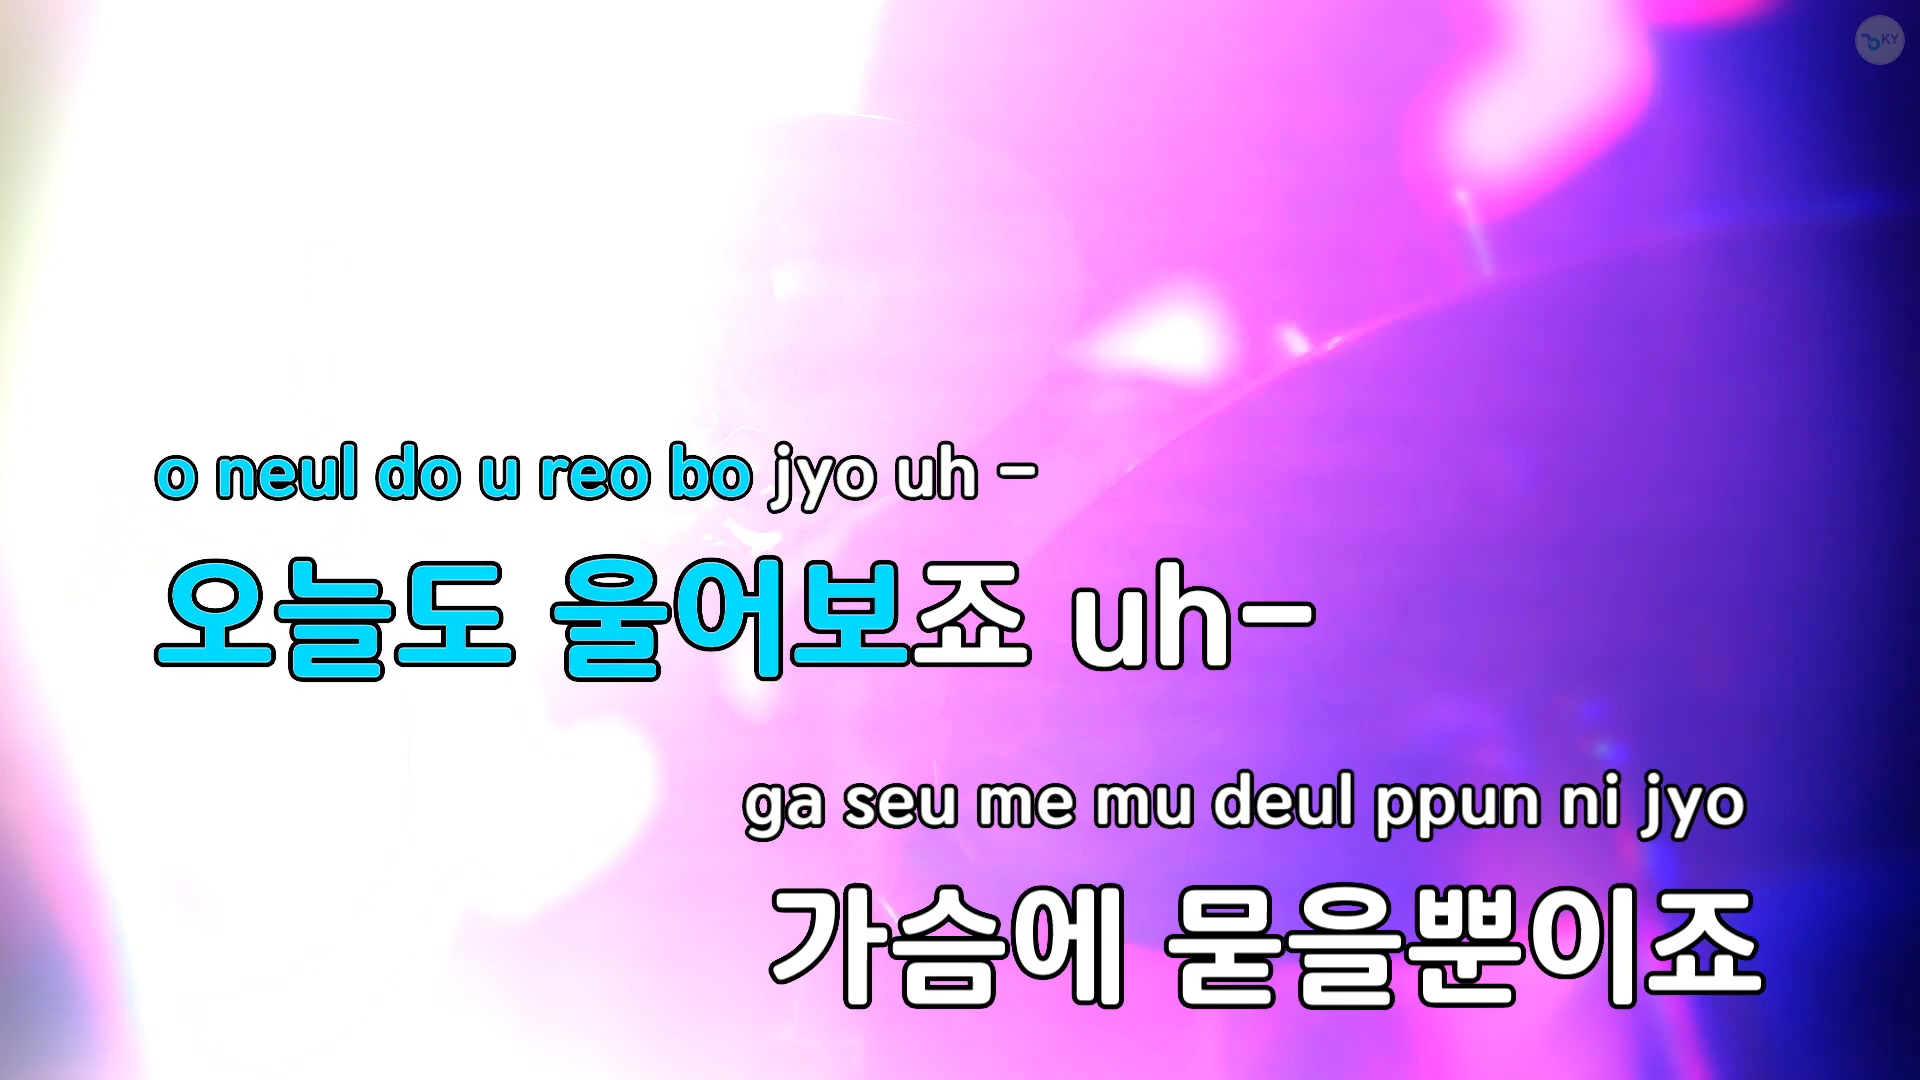 KY
o neul do u reo bo jyo uh –
오늘도 울어보죠 uh–
ga seu me mu deul ppun ni jyo
가슴에 묻을뿐이죠